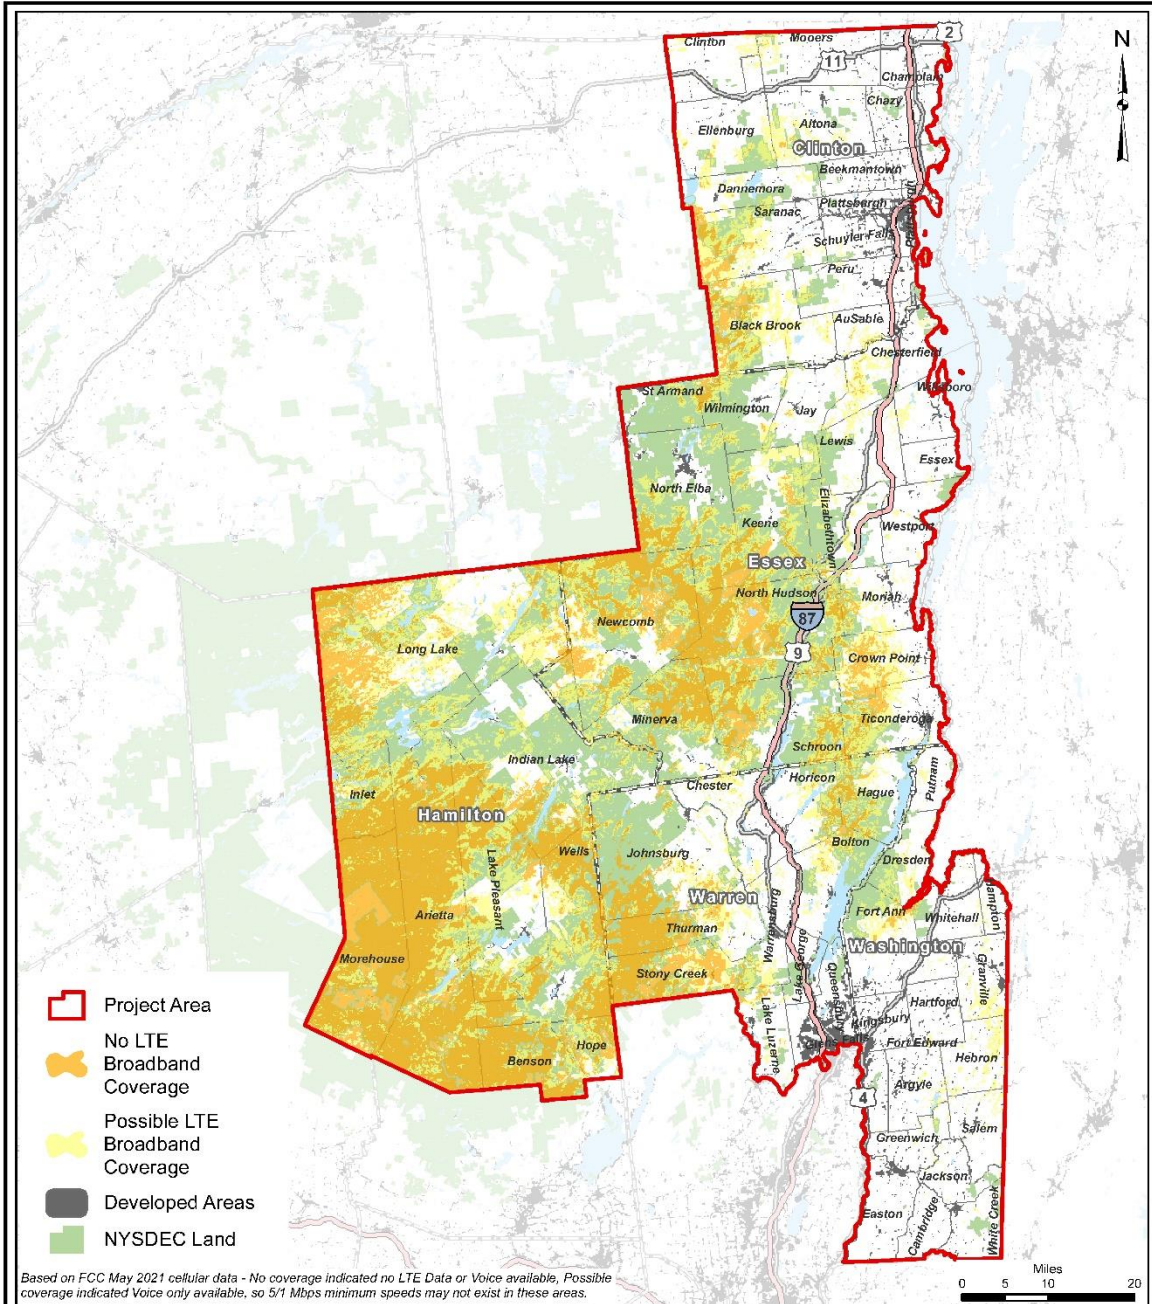 2
N
Clinton
Mooers
11
Champlain
Chazy
Ellenburg
Altona
Clinton
Beekmantown
Dannemora
Plattsburgh
Plattsburgh
Saranac
Schuyler Falls
Peru
Black Brook
AuSable
Chesterfield
St Armand
Willsboro
Wilmington
Jay
Lewis
Essex
North Elba
Elizabethtown
Keene
Westport
Essex
North Hudson
Moriah
87
Newcomb
9
Long Lake
Crown Point
Minerva
Ticonderoga
Schroon
Indian Lake
Horicon
Putnam
Chester
Hague
Inlet
Hamilton
Bolton
Wells
Johnsburg
Dresden
Lake Pleasant
Warren
Hampton
Arietta
Fort Ann
Whitehall
Thurman
Warrensburg
Washington
Morehouse
Lake George
Stony Creek
Queensbury
Granville
Hartford
Lake Luzerne
Kingsbury
Glens Falls
Fort Edward
Hope
Hebron
Benson
Argyle
4
Salem
Greenwich
Jackson
Easton
Cambridge
White Creek
Project Area
No LTE
Broadband
Coverage
Possible LTE
Broadband
Coverage
Developed Areas
NYSDEC Land
Based on FCC May 2021 cellular data - No coverage indicated no LTE Data or Voice available, Possible
coverage indicated Voice only available, so 5/1 Mbps minimum speeds may not exist in these areas.
Miles
0 5 10 20